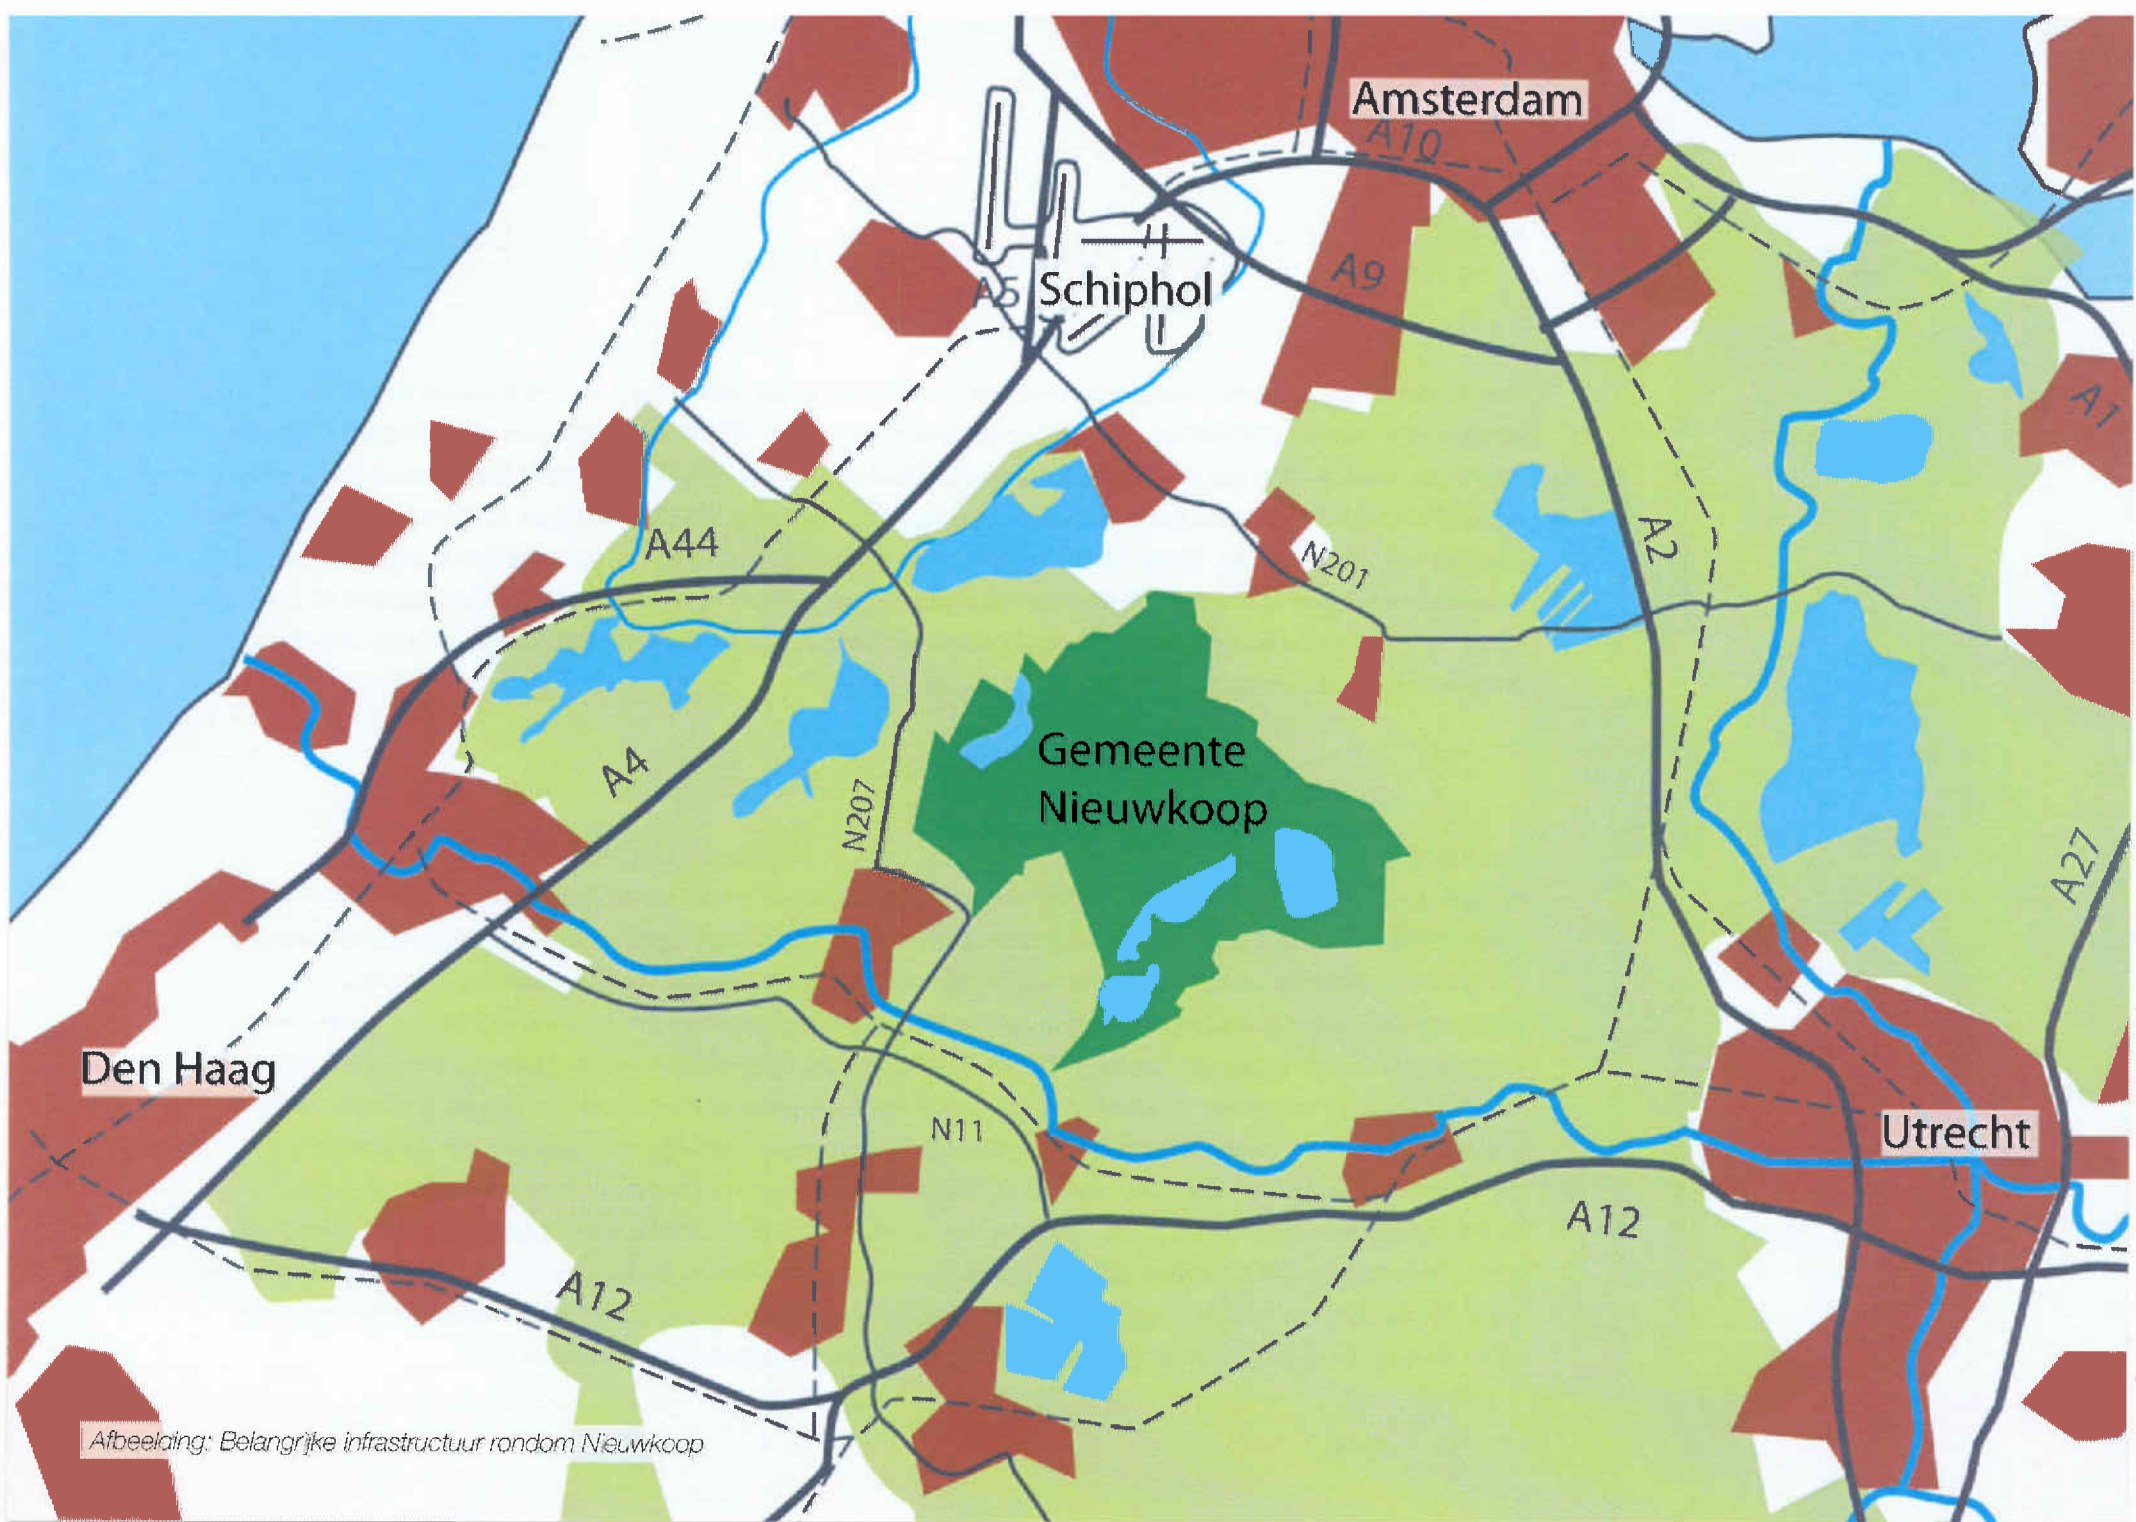 Amsterdam
A10
A9
A5
Schiphol
A1
A44
N201
A2
A4
N207
Gemeente
Nieuwkoop
A27
Den Haag
N11
Utrecht
A12
A12
Afbeelding: Belangrijke infrastructuur rondom Nieuwkoop